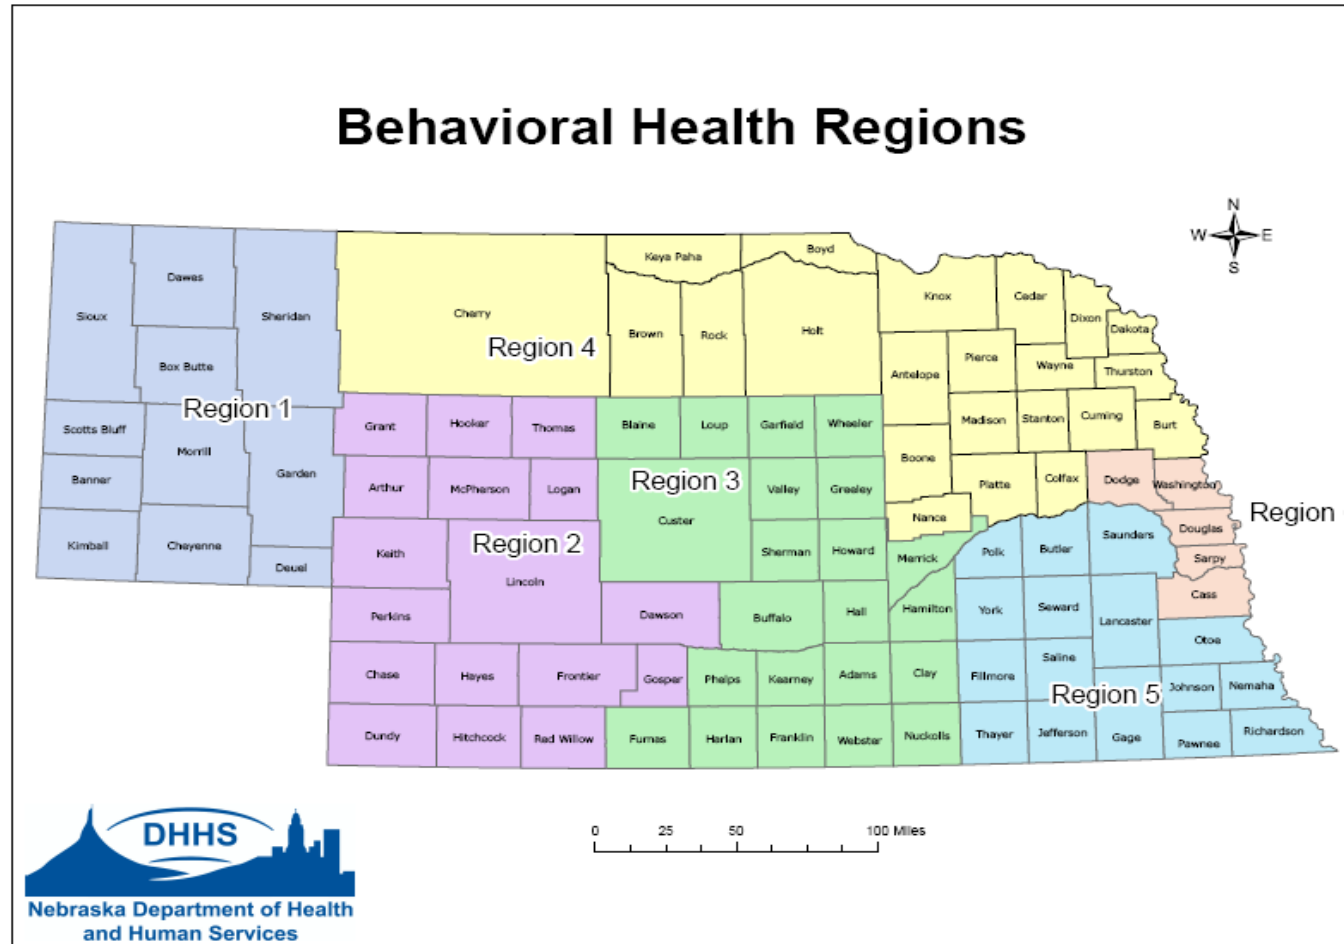 Behavioral Health Regions
N
W E
S
Boyd
Keya Paha
Dawes
Knox
Cedar
Sioux
Sheridan
Cherry
Dixon
Dakota
Brown
Rock
Holt
Region 4
Pierce
Box Butte
Wayne
Thurston
Antelope
Region 1
Scotts Bluff
Grant
Hooker
Thomas
Blaine
Loup
Garfield
Wheeler
Madison
Stanton
Cuming
Burt
Morrill
Boone
Banner
Garden
Region 3
Arthur
McPherson
Logan
Valley
Greeley
Platte
Colfax
Dodge
Washington
Region
Custer
Nance
Douglas
Kimball
Cheyenne
Region 2
Keith
Sherman
Howard
Merrick
Polk
Butler
Saunders
Sarpy
Deuel
Lincoln
Cass
Perkins
Dawson
Buffalo
Hall
Hamilton
York
Seward
Lancaster
Otoe
Saline
Chase
Hayes
Frontier
Gosper
Phelps
Kearney
Adams
Clay
Fillmore
Region 5
Johnson
Nemaha
Dundy
Hitchcock
Red Willow
Furnas
Harlan
Franklin
Webster
Nuckolls
Thayer
Jefferson
Gage
Pawnee
Richardson
0 25 50 100 Miles
DHHS
Nebraska Department of Health
and Human Services